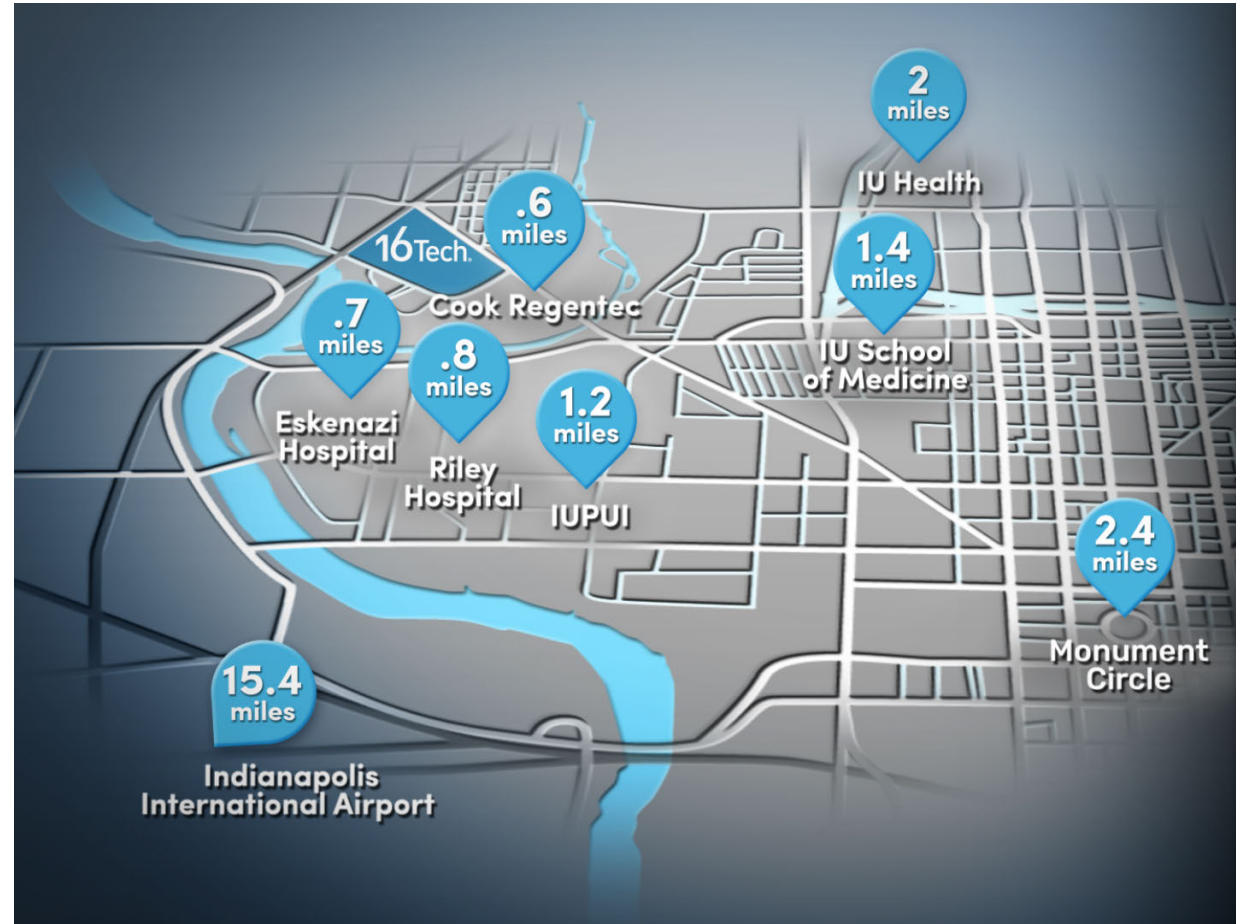 2
miles
IU Health
.6
miles
16 Tech.
Cook Regentec
1.4
miles
IU School
of Medicine
.7
miles
Eskenazi
Hospital
.8
miles
Riley
Hospital
1.2
miles
IUPUI
2.4
miles
Monument
Circle
15.4
miles
Indianapolis
International Airport